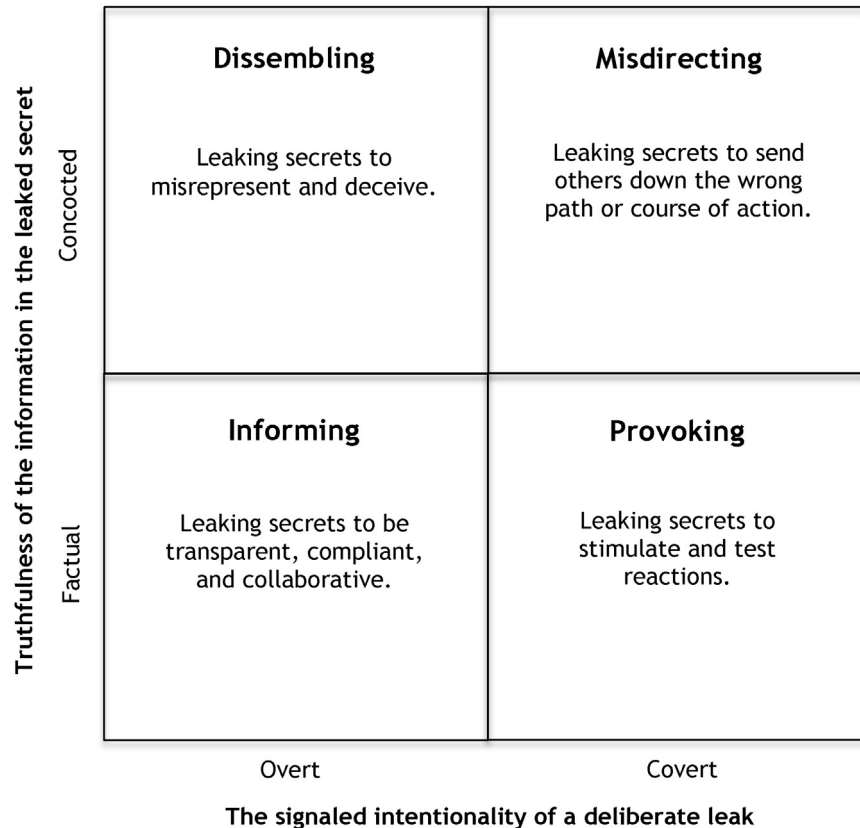 Truthfulness of the information in the leaked secret
Concocted
Factual
Dissembling
Leaking secrets to
misrepresent and deceive.
Misdirecting
Leaking secrets to send
others down the wrong
path or course of action.
Informing
Leaking secrets to be
transparent, compliant,
and collaborative.
Provoking
Leaking secrets to
stimulate and test
reactions.
Overt
Covert
The signaled intentionality of a deliberate leak